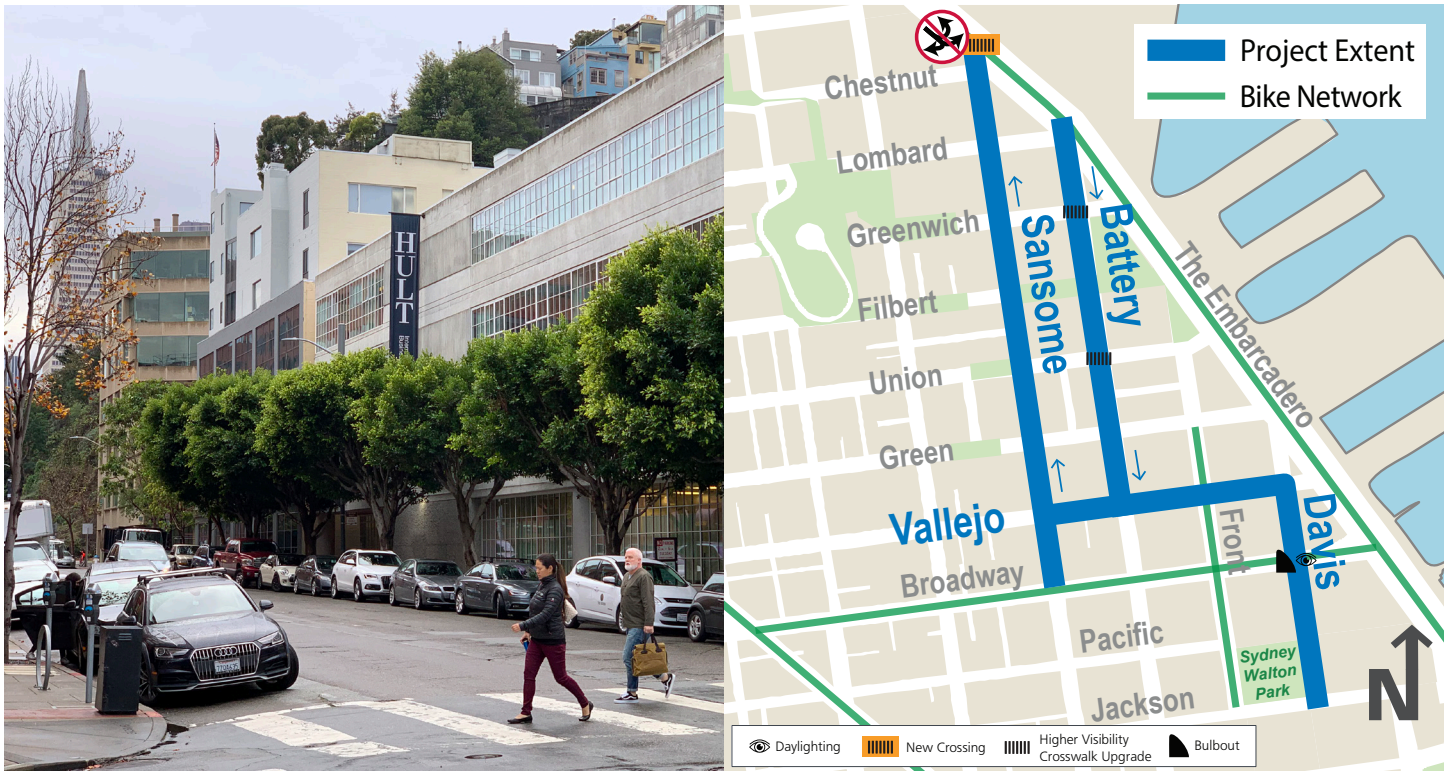 HULT
Project Extent
Bike Network
Chestnut
Lombard
Greenwich
Filbert
Union
Green
Vallejo
Broadway
Pacific
Jackson
Sansome
Battery
The Embarcadero
Front
Davis
Sydney
Walton
Park
N
Daylighting
New Crossing
Higher Visibility
Crosswalk Upgrade
Bulbout